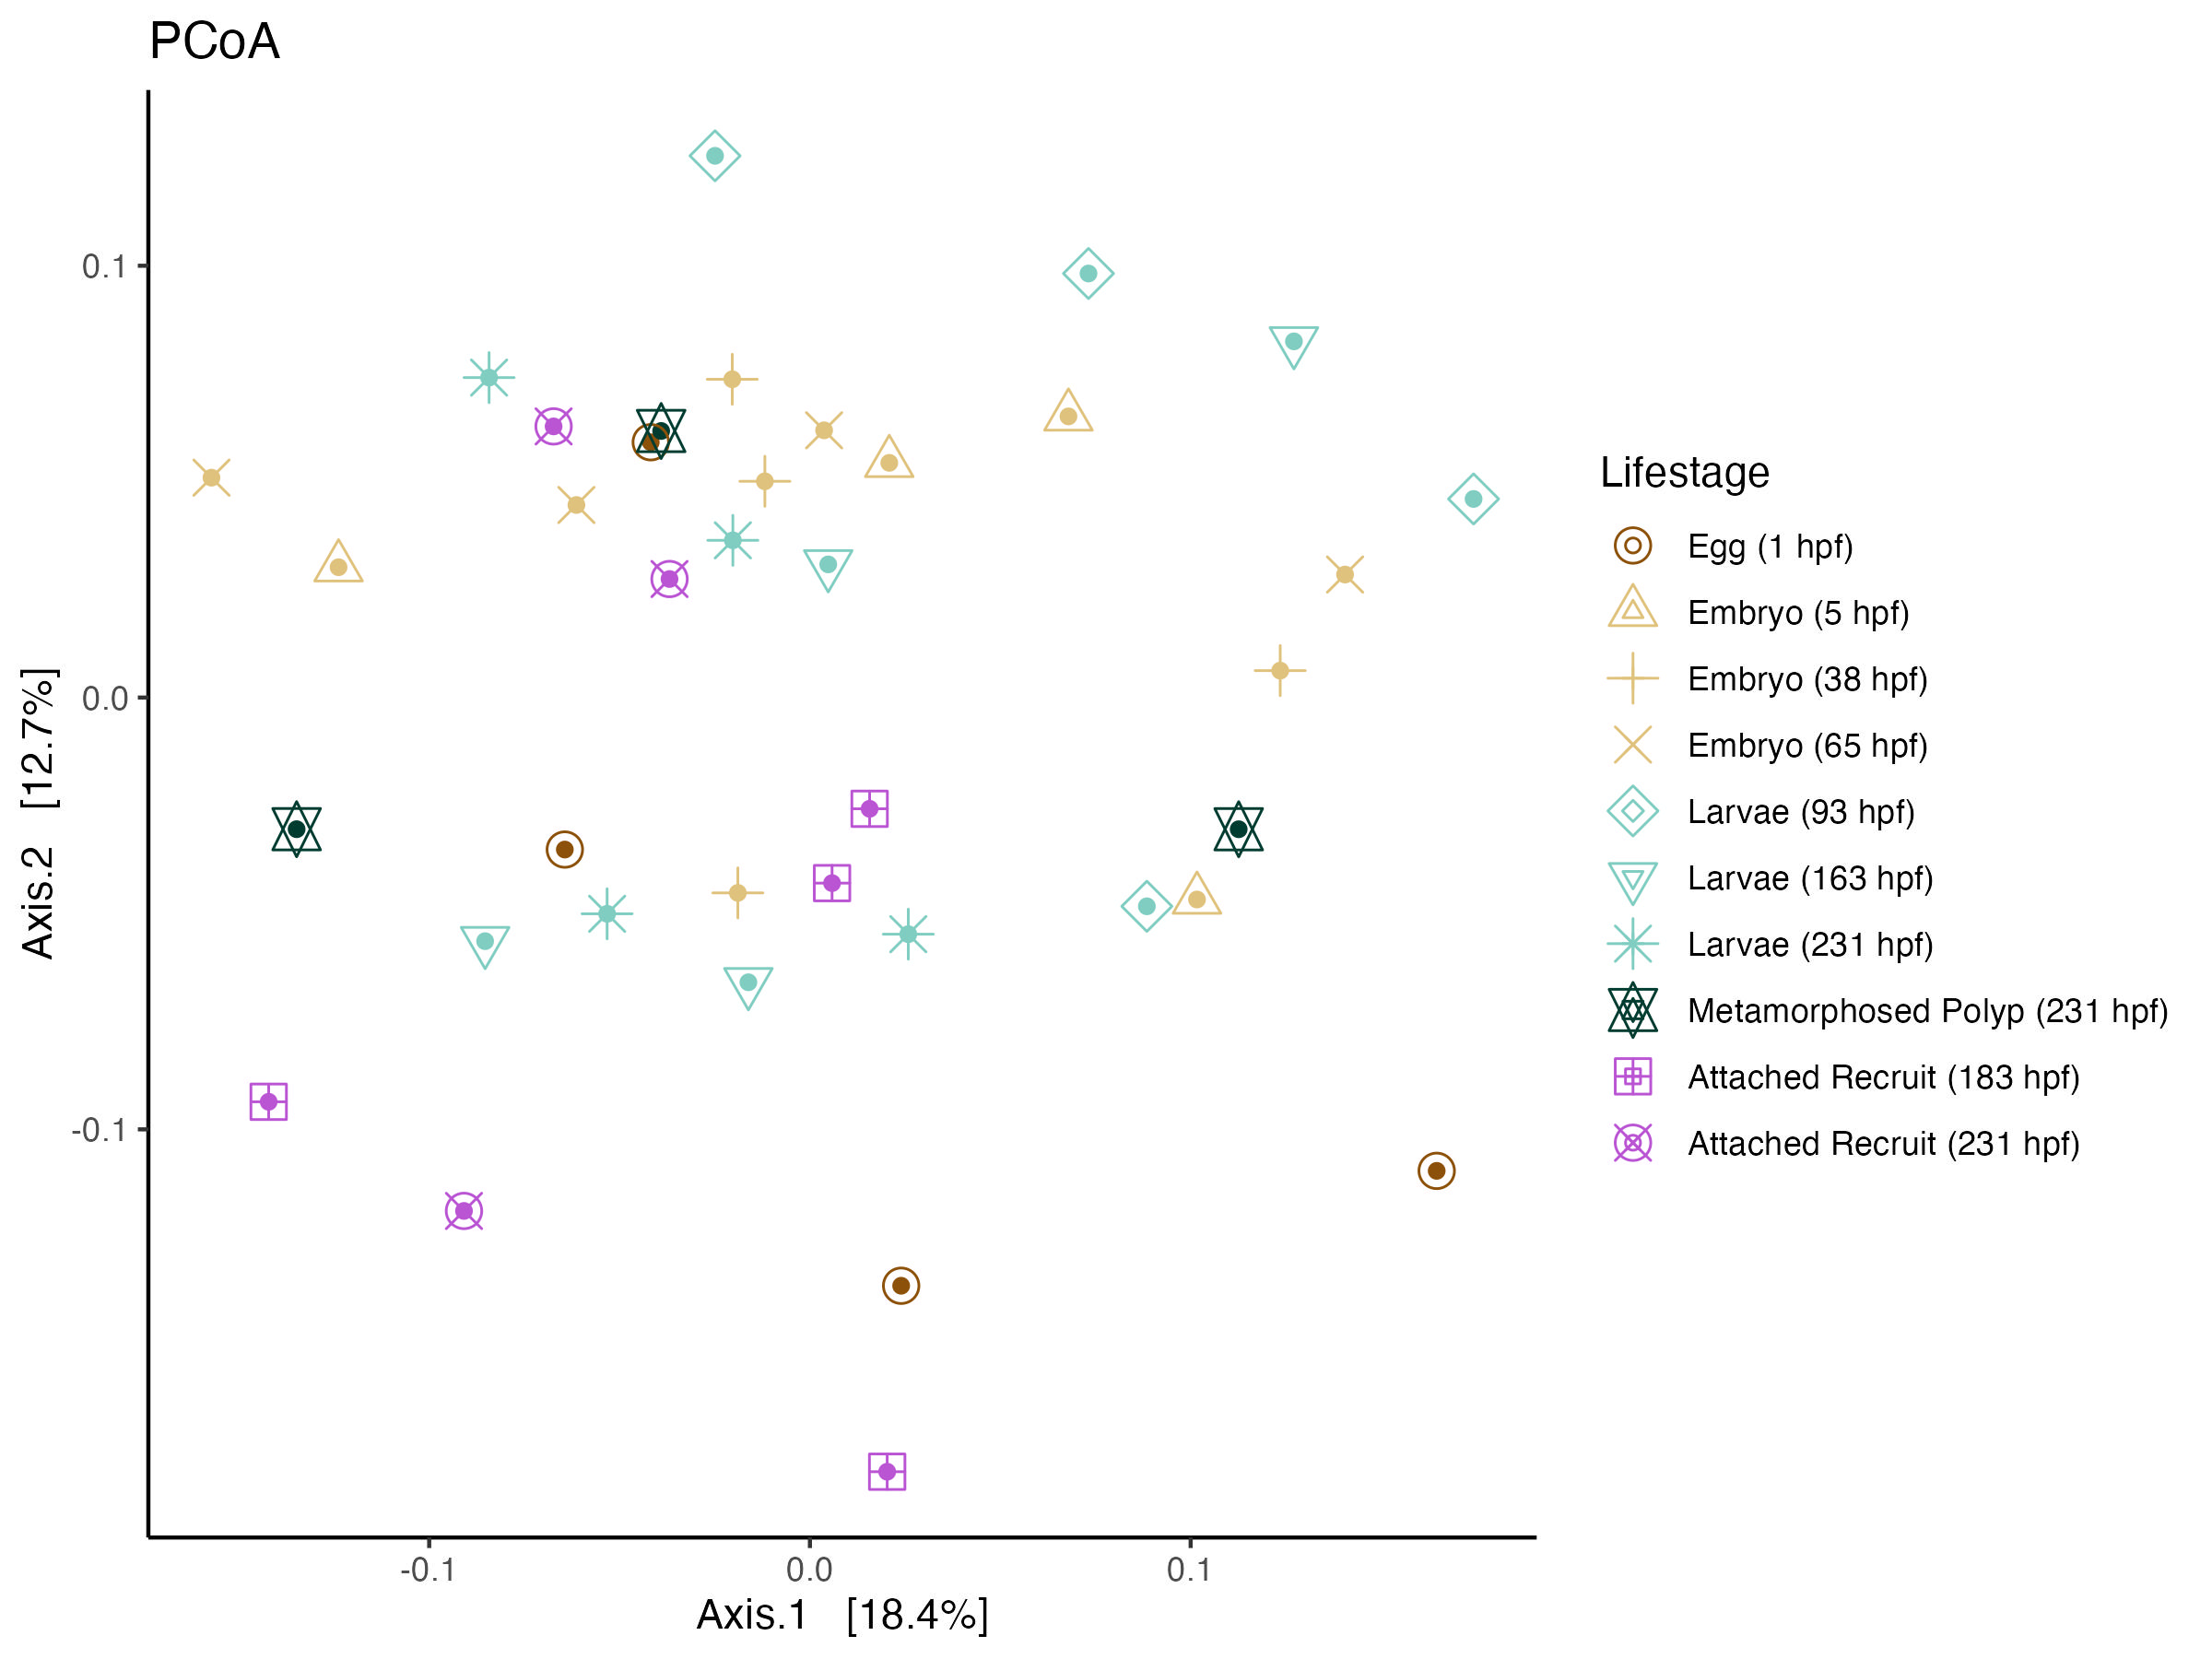 PCoA
0.1
0.0
-0.1
Axis.2 [12.7%]
-0.1
0.0
0.1
Axis.1 [18.4%]
Lifestage
Egg (1 hpf)
Embryo (5 hpf)
Embryo (38 hpf)
Embryo (65 hpf)
Larvae (93 hpf)
Larvae (163 hpf)
Larvae (231 hpf)
Metamorphosed Polyp (231 hpf)
Attached Recruit (183 hpf)
Attached Recruit (231 hpf)